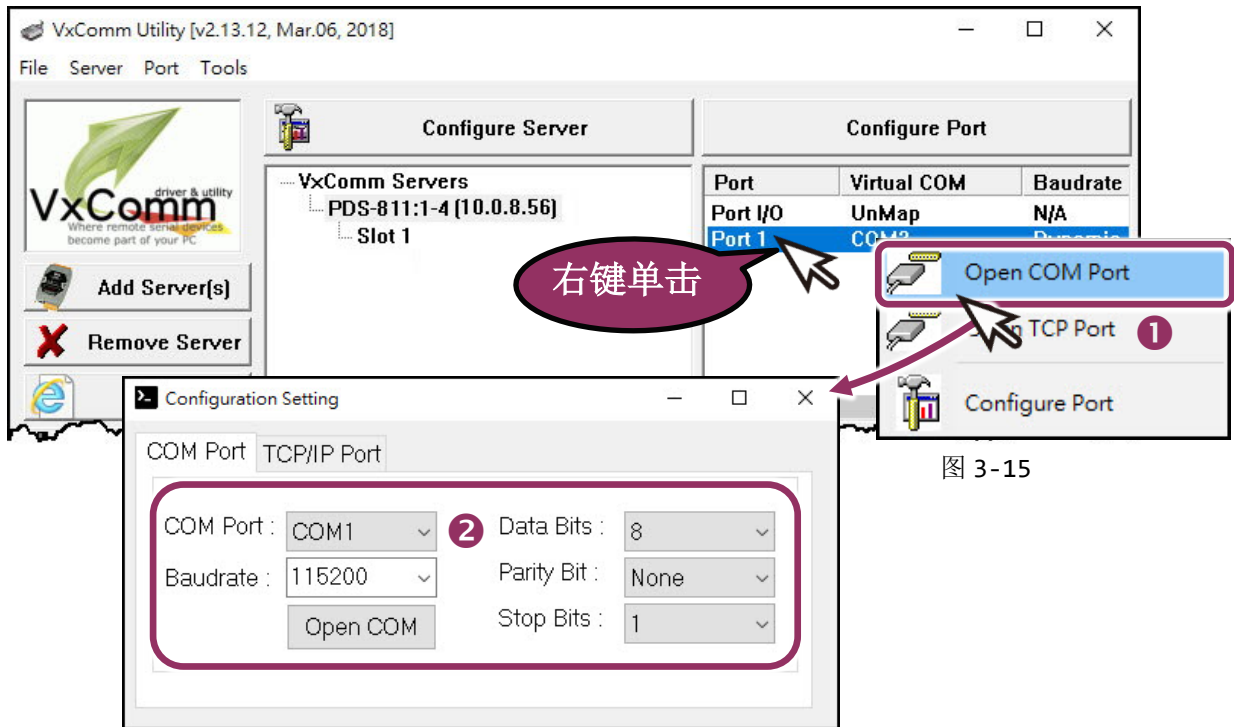 VxComm Utility [v2.13.12, Mar.06, 2018]
File Server Port Tools
VxComm
driver & utility
Where remote serial devices
become part of your PC
Configure Server
Configure Port
VxComm Servers
PDS-811:1-4 (10.0.8.56)
Slot 1
Port Virtual COM Baudrate
Port I/O UnMap N/A
Port 1
右键单击
Add Server(s)
Remove Server
Open COM Port
TCP Port ❶
Configure Port
图 3-15
Configuration Setting
COM Port TCP/IP Port
COM Port : COM1 ❷ Data Bits : 8
Baudrate : 115200 Parity Bit : None
Open COM Stop Bits : 1